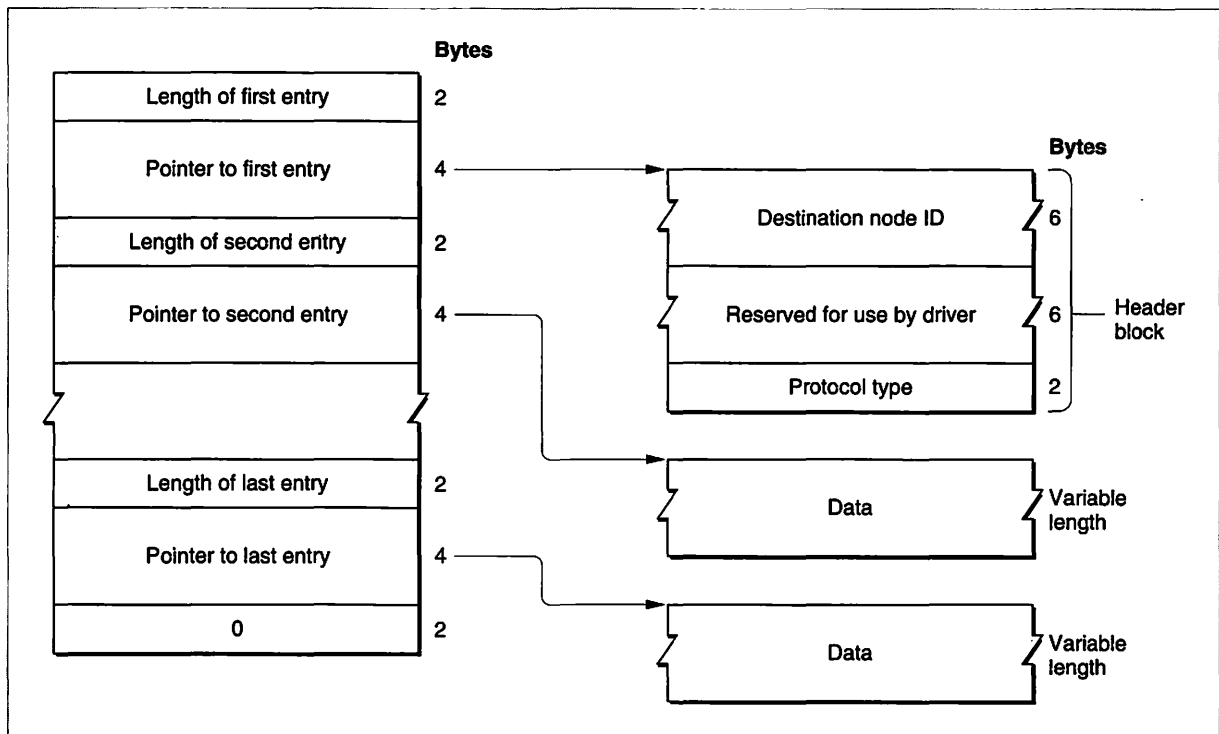 Bytes
Length of first entry 2
Pointer to first entry 4
Length of second entry 2
Pointer to second entry 4
Length of last entry 2
Pointer to last entry 4
0 2
Bytes
Destination node ID 6
Reserved for use by driver 6
Protocol type 2
Header
block
Data
Variable
length
Data
Variable
length